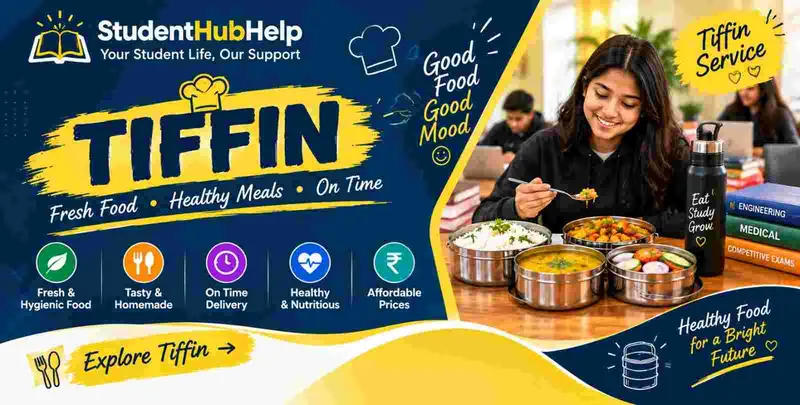 StudentHubHelp
Your Student Life, Our Support
TIFFIN
Fresh Food • Healthy Meals • On Time
Good
Food
Good
Mood
Fresh &
Hygienic Food
Tasty &
Homemade
On Time
Delivery
Healthy
& Nutritious
₹
Affordable
Prices
Explore Tiffin →
Tiffin
Service
Eat
Study
Grow
ENGINEERING
MEDICAL
COMPETITIVE EXAMS
Healthy Food
for a Bright
Future